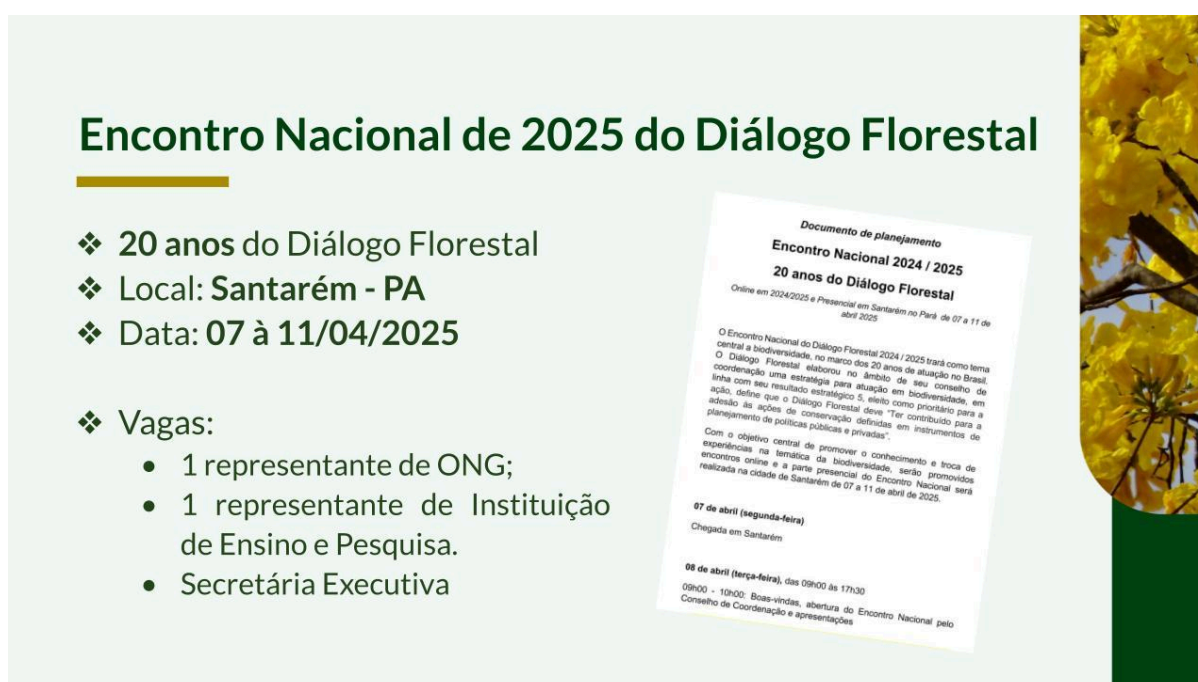 Encontro Nacional de 2025 do Diálogo Florestal
❖ 20 anos do Diálogo Florestal
❖ Local: Santarém - PA
❖ Data: 07 à 11/04/2025
❖ Vagas:
• 1 representante de ONG;
• 1 representante de Instituição
de Ensino e Pesquisa.
• Secretária Executiva
Documento de planejamento
Encontro Nacional 2024 / 2025
20 anos do Diálogo Florestal
Online em 2024/2025 e Presencial em Santarém no Pará de 07 a 11 de
abril 2025
O Encontro Nacional do Diálogo Florestal 2024 / 2025 trará como tema
central a biodiversidade, no marco dos 20 anos de atuação no Brasil.
O Diálogo Florestal elaborou no âmbito de seu conselho de
coordenação uma estratégia para atuação em biodiversidade, em
linha com seu resultado estratégico 5, eleito como prioritário para a
ação, define que o Diálogo Florestal deve "Ter contribuído para a
adesão às ações de conservação definidas em instrumentos de
planejamento de políticas públicas e privadas".
Com o objetivo central de promover o conhecimento e troca de
experiências na temática da biodiversidade, serão promovidos
encontros online e a parte presencial do Encontro Nacional será
realizada na cidade de Santarém de 07 a 11 de abril de 2025.
07 de abril (segunda-feira)
Chegada em Santarém
08 de abril (terça-feira), das 09h00 às 17h30
09h00 - 10h00: Boas-vindas, abertura do Encontro Nacional pelo
Conselho de Coordenação e apresentações